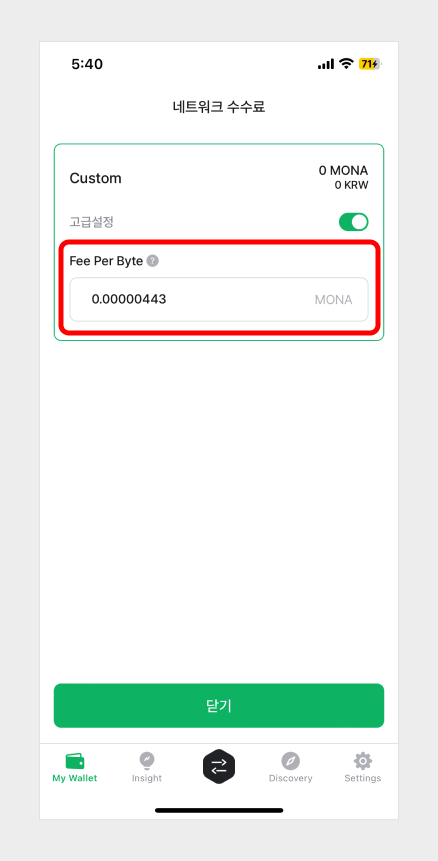 5:40
71
네트워크 수수료
Custom
0 MONA
0 KRW
고급설정
Fee Per Byte ?
0.00000443
MONA
닫기
My Wallet
Insight
Discovery
Settings